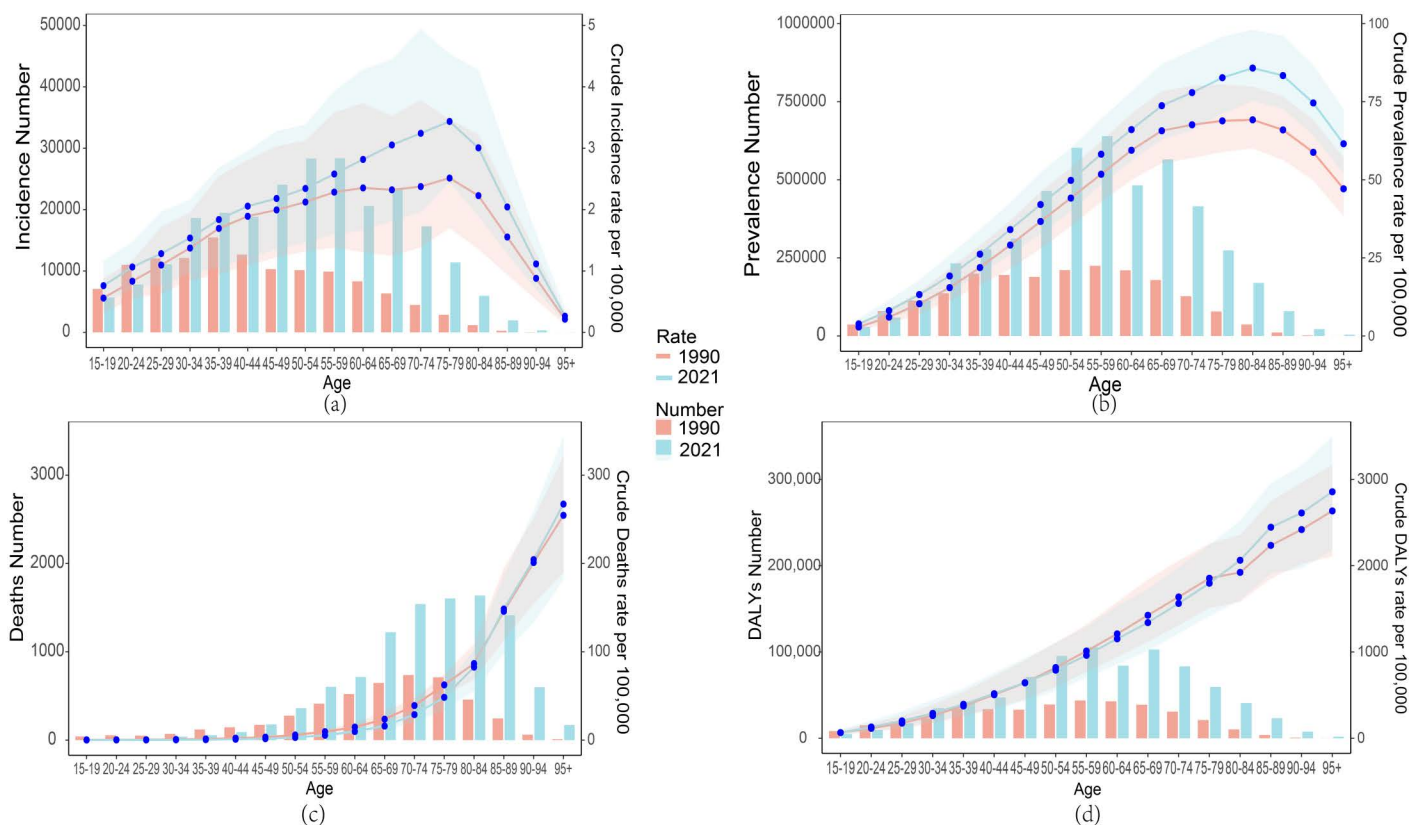 50000
40000
30000
20000
10000
0
Incidence Number
5
4
3
2
1
0
Crude Incidence rate per 100,000
15-19 20-24 25-29 30-34 35-39 40-44 45-49 50-54 55-59 60-64 65-69 70-74 75-79 80-84 85-89 90-94 95+
Age
(a)
1000000
750000
500000
250000
0
Prevalence Number
100
75
50
25
0
Crude Prevalence rate per 100,000
15-19 20-24 25-29 30-34 35-39 40-44 45-49 50-54 55-59 60-64 65-69 70-74 75-79 80-84 85-89 90-94 95+
Age
(b)
Rate
1990
2021
Number
1990
2021
3000
2000
1000
0
Deaths Number
300
200
100
0
Crude Deaths rate per 100,000
15-19 20-24 25-29 30-34 35-39 40-44 45-49 50-54 55-59 60-64 65-69 70-74 75-79 80-84 85-89 90-94 95+
Age
(c)
300,000
200,000
100,000
0
DALYs Number
3000
2000
1000
0
Crude DALYs rate per 100,000
15-19 20-24 25-29 30-34 35-39 40-44 45-49 50-54 55-59 60-64 65-69 70-74 75-79 80-84 85-89 90-94 95+
Age
(d)